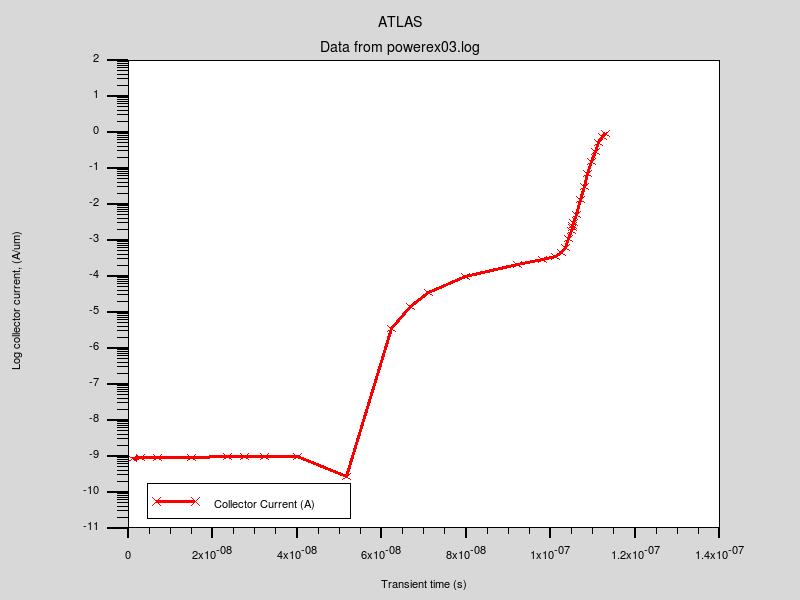 ATLAS
Data from powerex03.log
2
1
0
-1
-2
-3
-4
-5
-6
-7
-8
-9
-10
-11
Log collector current, (A/um)
Collector Current (A)
0 2x10-08 4x10-08 6x10-08 8x10-08 1x10-07 1.2x10-07 1.4x10-07
Transient time (s)